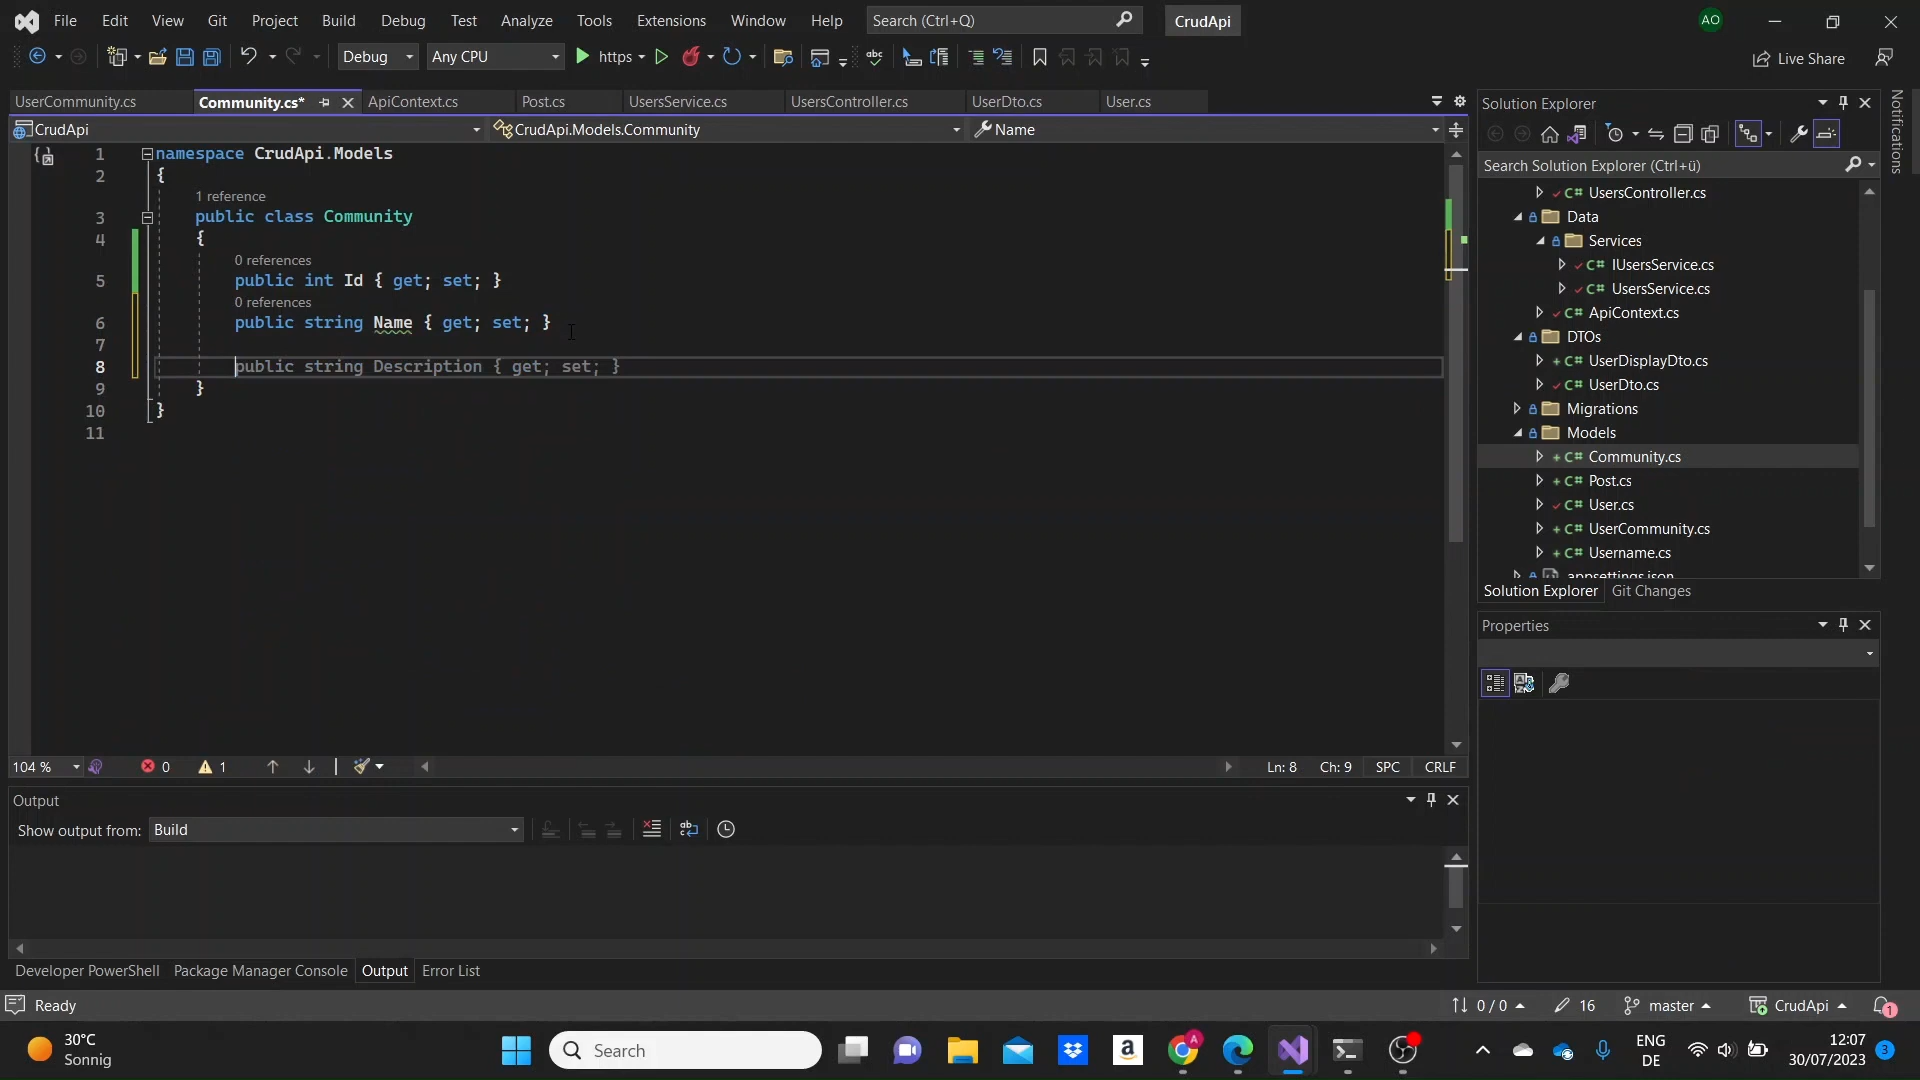 File Edit View Git Project Build Debug Test Analyze Tools Extensions Window Help Search (Ctrl+Q) CrudApi AO
Debug Any CPU https Live Share
UserCommunity.cs Community.cs* ApiContext.cs Post.cs UsersService.cs UsersController.cs UserDto.cs User.cs
CrudApi CrudApi.Models.Community Name
1 namespace CrudApi.Models
2 {
1 reference
3 public class Community
4 {
0 references
5 public int Id { get; set; }
0 references
6 public string Name { get; set; }
7
8 public string Description { get; set; }
9 }
10 }
11
104 % 0 1 Ln: 8 Ch: 9 SPC CRLF
Output
Show output from: Build
Developer PowerShell Package Manager Console Output Error List
Solution Explorer
Search Solution Explorer (Ctrl+ü)
C# UsersController.cs
Data
Services
C# IUsersService.cs
C# UsersService.cs
C# ApiContext.cs
DTOs
C# UserDisplayDto.cs
C# UserDto.cs
Migrations
Models
C# Community.cs
C# Post.cs
C# User.cs
C# UserCommunity.cs
C# Username.cs
appsettings.json
Solution Explorer Git Changes
Properties
Notifications
Ready 0 / 0 16 master CrudApi 1
30°C
Sonnig
Search
ENG
DE
12:07
30/07/2023
3